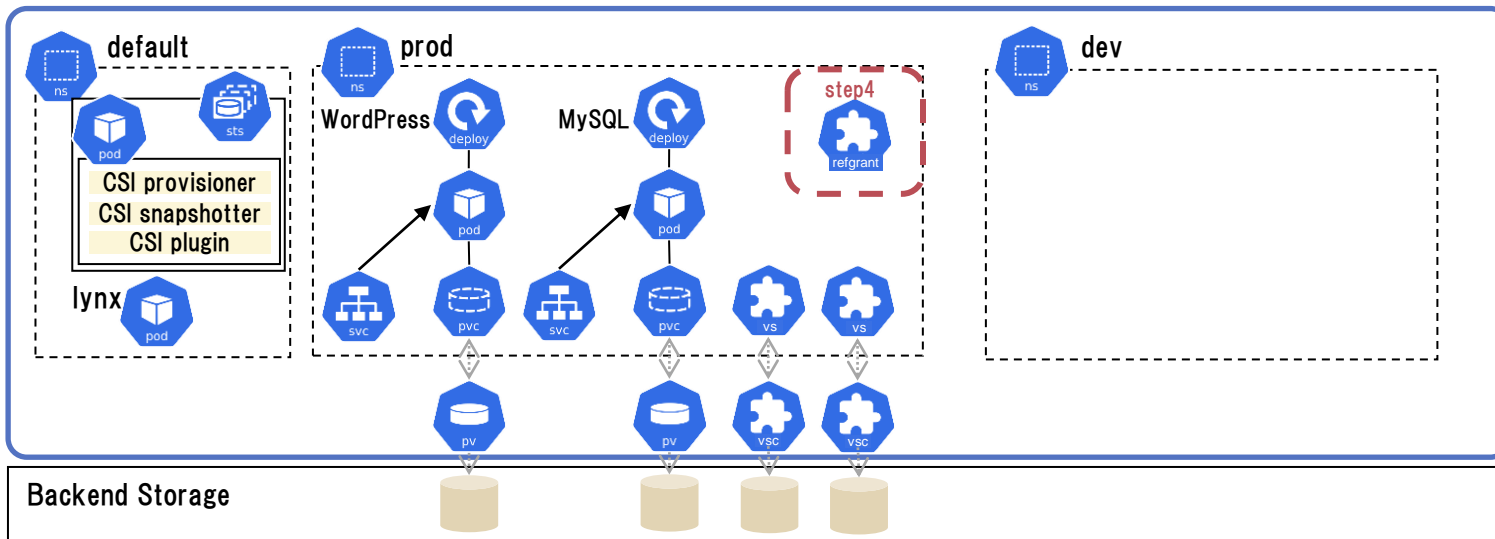 default
ns
sts
pod
CSI provisioner
CSI snapshotter
CSI plugin
lynx
pod
prod
ns
WordPress
deploy
MySQL
deploy
step4
refgrant
pod
pod
svc
pvc
svc
pvc
vs
vs
pv
pv
vsc
vsc
dev
ns
Backend Storage